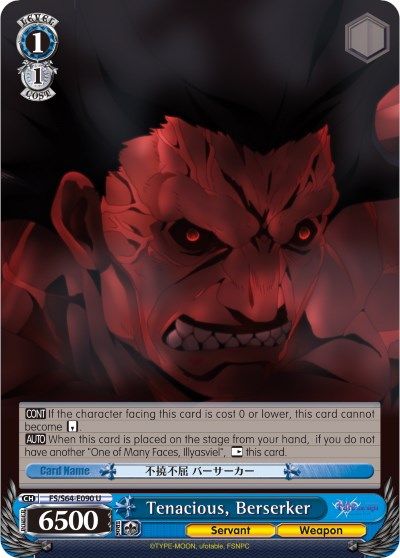 LEVEL
1
1
COST
CONT If the character facing this card is cost 0 or lower, this card cannot
become .
AUTO When this card is placed on the stage from your hand, if you do not
have another "One of Many Faces, Illyasviel", this card.
Card Name 不撓不屈 バーサーカー
CH FS/S64-E090 U
Tenacious, Berserker
POWER 6500 SOUL
Servant Weapon
©TYPE-MOON, ufotable, FSNPC